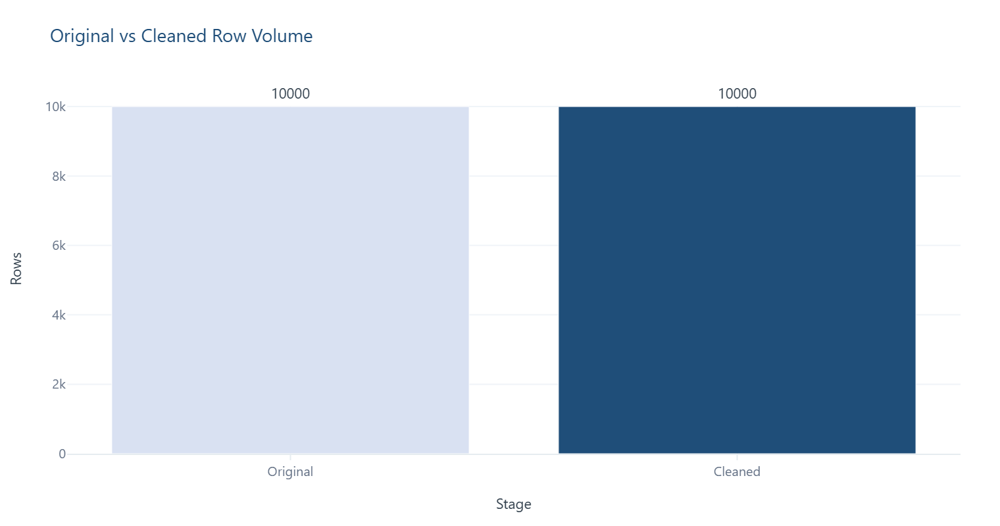 Original vs Cleaned Row Volume
10000
10000
10k
8k
6k
4k
2k
0
Rows
Original
Cleaned
Stage